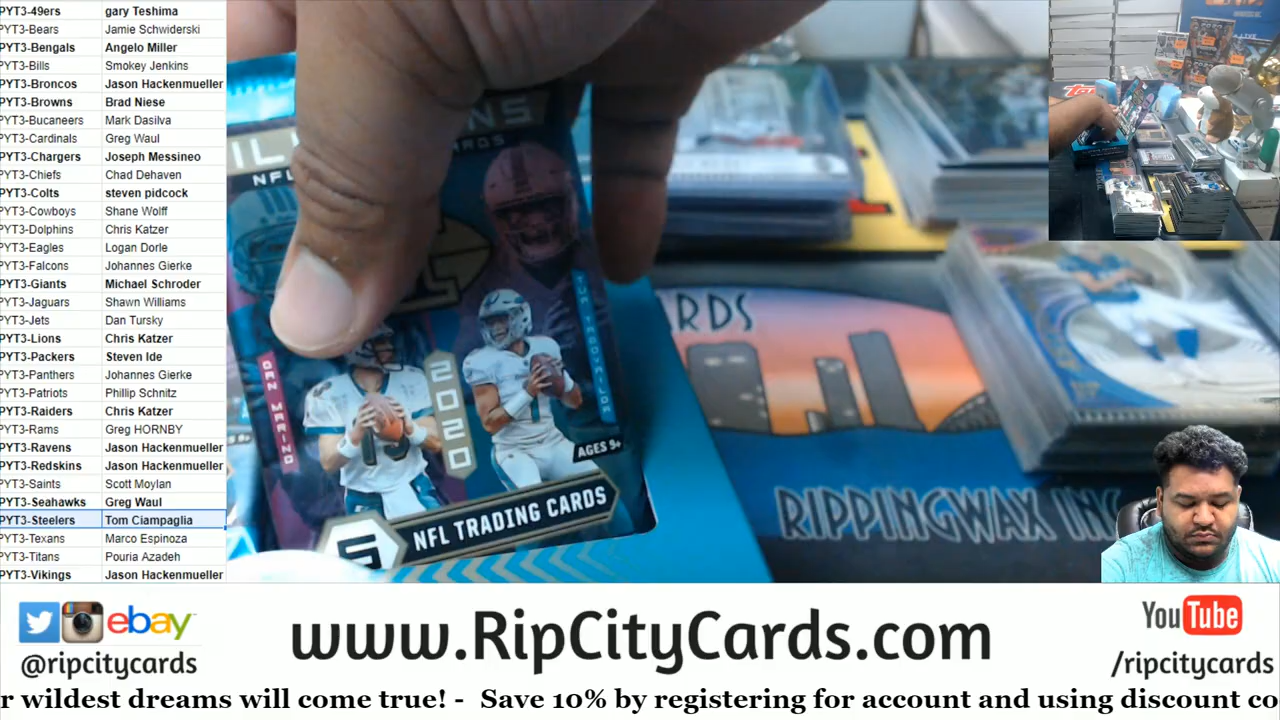 PYT3-49ers gary Teshima
PYT3-Bears Jamie Schwiderski
PYT3-Bengals Angelo Miller
PYT3-Bills Smokey Jenkins
PYT3-Broncos Jason Hackenmueller
PYT3-Browns Brad Niese
PYT3-Bucaneers Mark Dasilva
PYT3-Cardinals Greg Waul
PYT3-Chargers Joseph Messineo
PYT3-Chiefs Chad Dehaven
PYT3-Colts steven pidcock
PYT3-Cowboys Shane Wolff
PYT3-Dolphins Chris Katzer
PYT3-Eagles Logan Dorle
PYT3-Falcons Johannes Gierke
PYT3-Giants Michael Schroder
PYT3-Jaguars Shawn Williams
PYT3-Jets Dan Tursky
PYT3-Lions Chris Katzer
PYT3-Packers Steven Ide
PYT3-Panthers Johannes Gierke
PYT3-Patriots Phillip Schnitz
PYT3-Raiders Chris Katzer
PYT3-Rams Greg HORNBY
PYT3-Ravens Jason Hackenmueller
PYT3-Redskins Jason Hackenmueller
PYT3-Saints Scott Moylan
PYT3-Seahawks Greg Waul
PYT3-Steelers Tom Ciampaglia
PYT3-Texans Marco Espinoza
PYT3-Titans Pouria Azadeh
PYT3-Vikings Jason Hackenmueller
NS
ARDS
NFL
DAN MARINO
2020
TUA TAGOVAILOA
AGES 9+
NFL TRADING CARDS
RDS
RIPPINGWAX INC
ebay
@ripcitycards
www.RipCityCards.com
YouTube
/ripcitycards
r wildest dreams will come true! - Save 10% by registering for account and using discount co